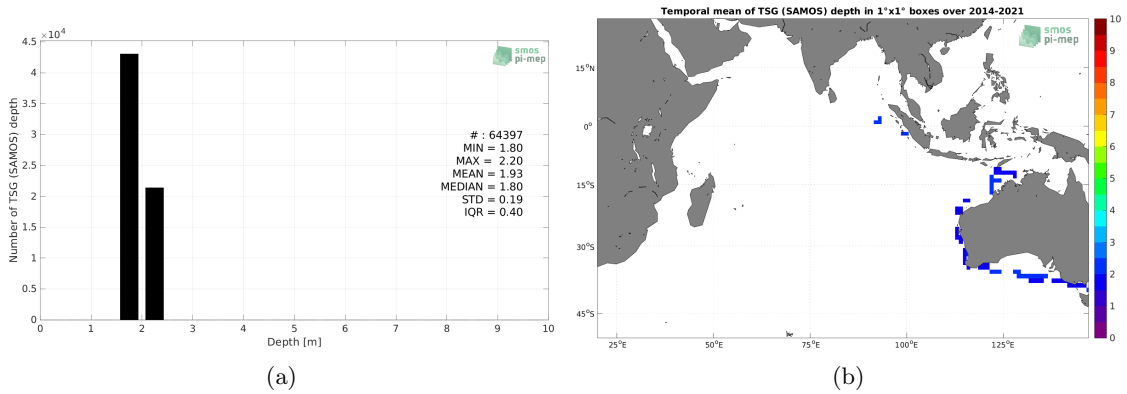 ×10⁴
4.5
4
3.5
3
2.5
2
1.5
1
0.5
0
Number of TSG (SAMOS) depth
smos
pi-mep
# : 64397
MIN = 1.80
MAX = 2.20
MEAN = 1.93
MEDIAN = 1.80
STD = 0.19
IQR = 0.40
0 1 2 3 4 5 6 7 8 9 10
Depth [m]
(a)
Temporal mean of TSG (SAMOS) depth in 1°x1° boxes over 2014-2021
smos
pi-mep
15°N
0°
15°S
30°S
45°S
25°E 50°E 75°E 100°E 125°E
10
9
8
7
6
5
4
3
2
1
0
(b)